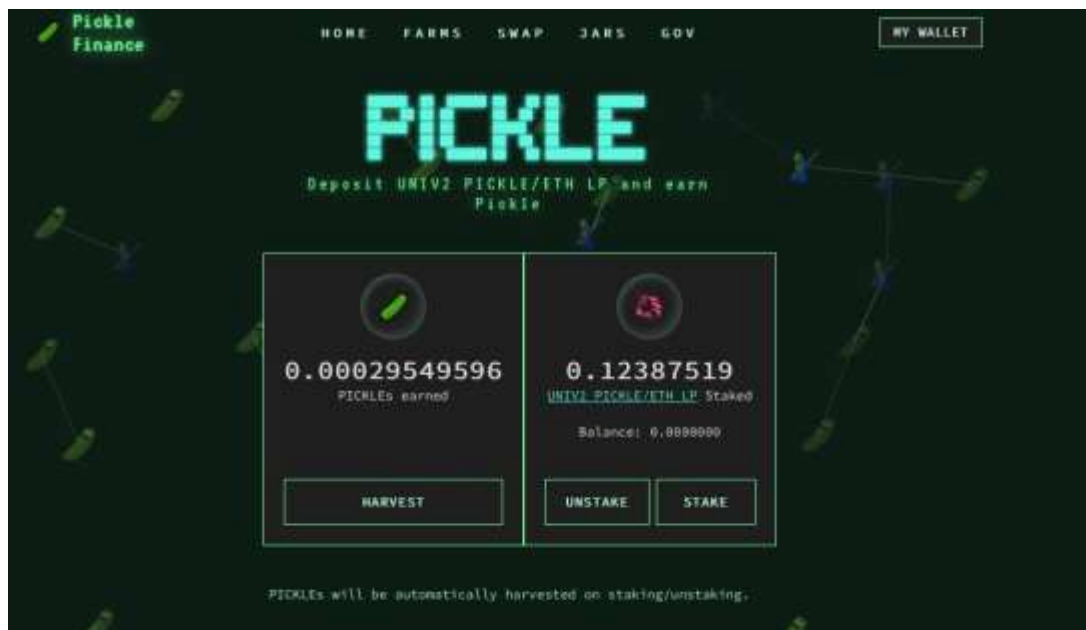 Pickle
Finance
HOME FARMS SWAP JARS GOV
MY WALLET
PICKLE
Deposit UNIV2 PICKLE/ETH LP and earn
Pickle
0.00029549596
PICKLEs earned
HARVEST
0.12387519
UNIV2 PICKLE/ETH LP Staked
Balance: 0.0000000
UNSTAKE STAKE
PICKLEs will be automatically harvested on staking/unstaking.